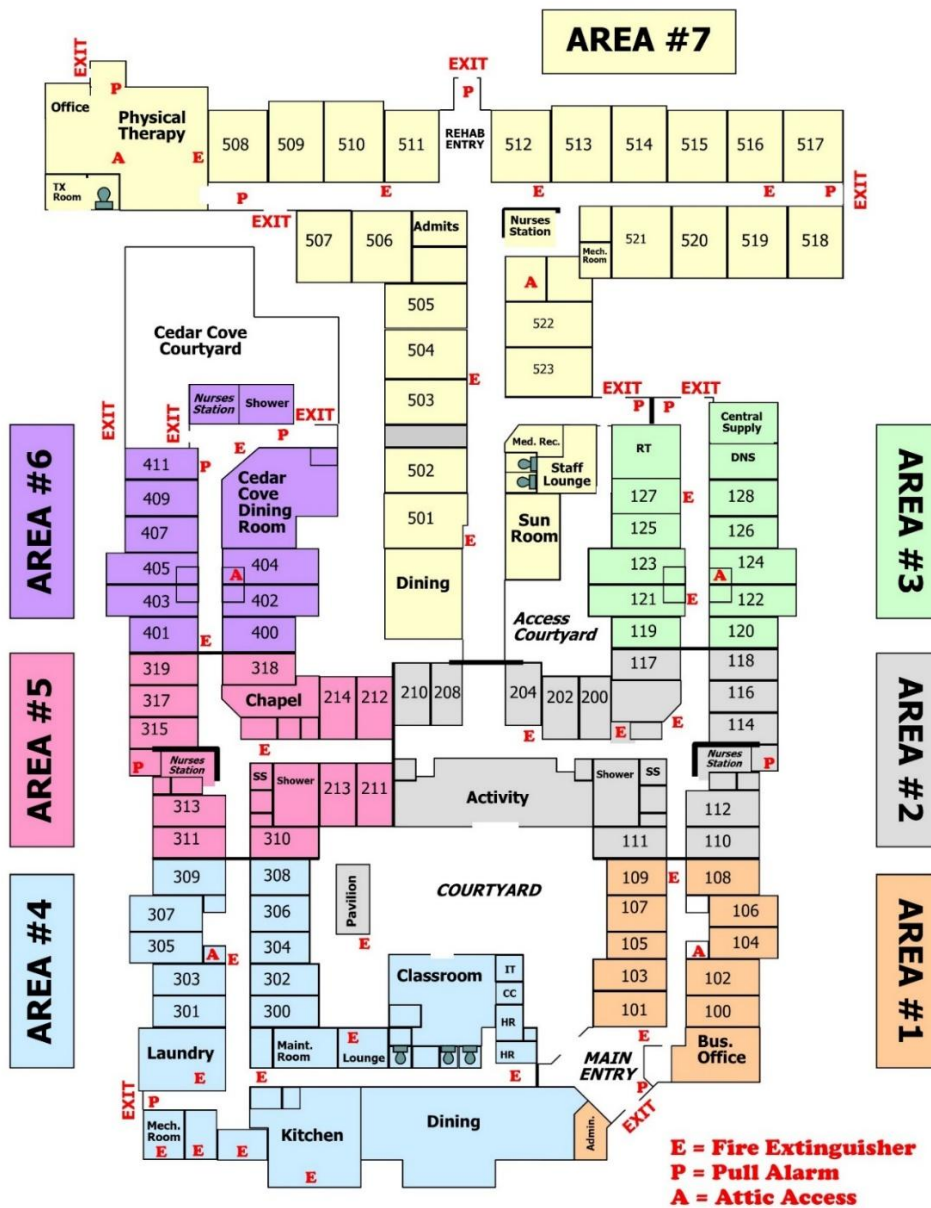 AREA #7
EXIT
P
EXIT
P
Office
Physical
Therapy
A
E
TX
Room
508
509
510
511
REHAB
ENTRY
512
513
514
515
516
517
P
E
E
E
P
EXIT
EXIT
507
506
Admits
Nurses
Station
Mech.
Room
521
520
519
518
A
505
504
503
E
522
523
502
501
E
Dining
Cedar Cove
Courtyard
Nurses
Station
Shower
EXIT
EXIT
EXIT
P
E
P
AREA #6
411
409
407
405
403
401
Cedar
Cove
Dining
Room
404
402
400
A
E
EXIT
EXIT
P
P
Med. Rec.
Staff
Lounge
Sun
Room
Access
Courtyard
RT
127
125
123
121
119
E
E
A
Central
Supply
DNS
128
126
124
122
120
AREA #3
AREA #5
319
317
315
P
Nurses
Station
313
311
318
Chapel
214
212
E
SS
Shower
213
211
310
210
208
204
202
200
E
E
E
117
118
116
114
Nurses
Station
P
112
110
Activity
Shower
SS
111
AREA #2
AREA #4
309
307
305
303
301
A
E
308
306
304
302
300
Pavilion
E
COURTYARD
Classroom
IT
CC
HR
HR
Maint.
Room
E
Lounge
E
E
Laundry
E
EXIT
P
Mech.
Room
E
E
E
Kitchen
E
Dining
109
107
105
103
101
E
E
108
106
104
A
102
100
Bus.
Office
MAIN
ENTRY
P
EXIT
Admin.
AREA #1
E = Fire Extinguisher
P = Pull Alarm
A = Attic Access